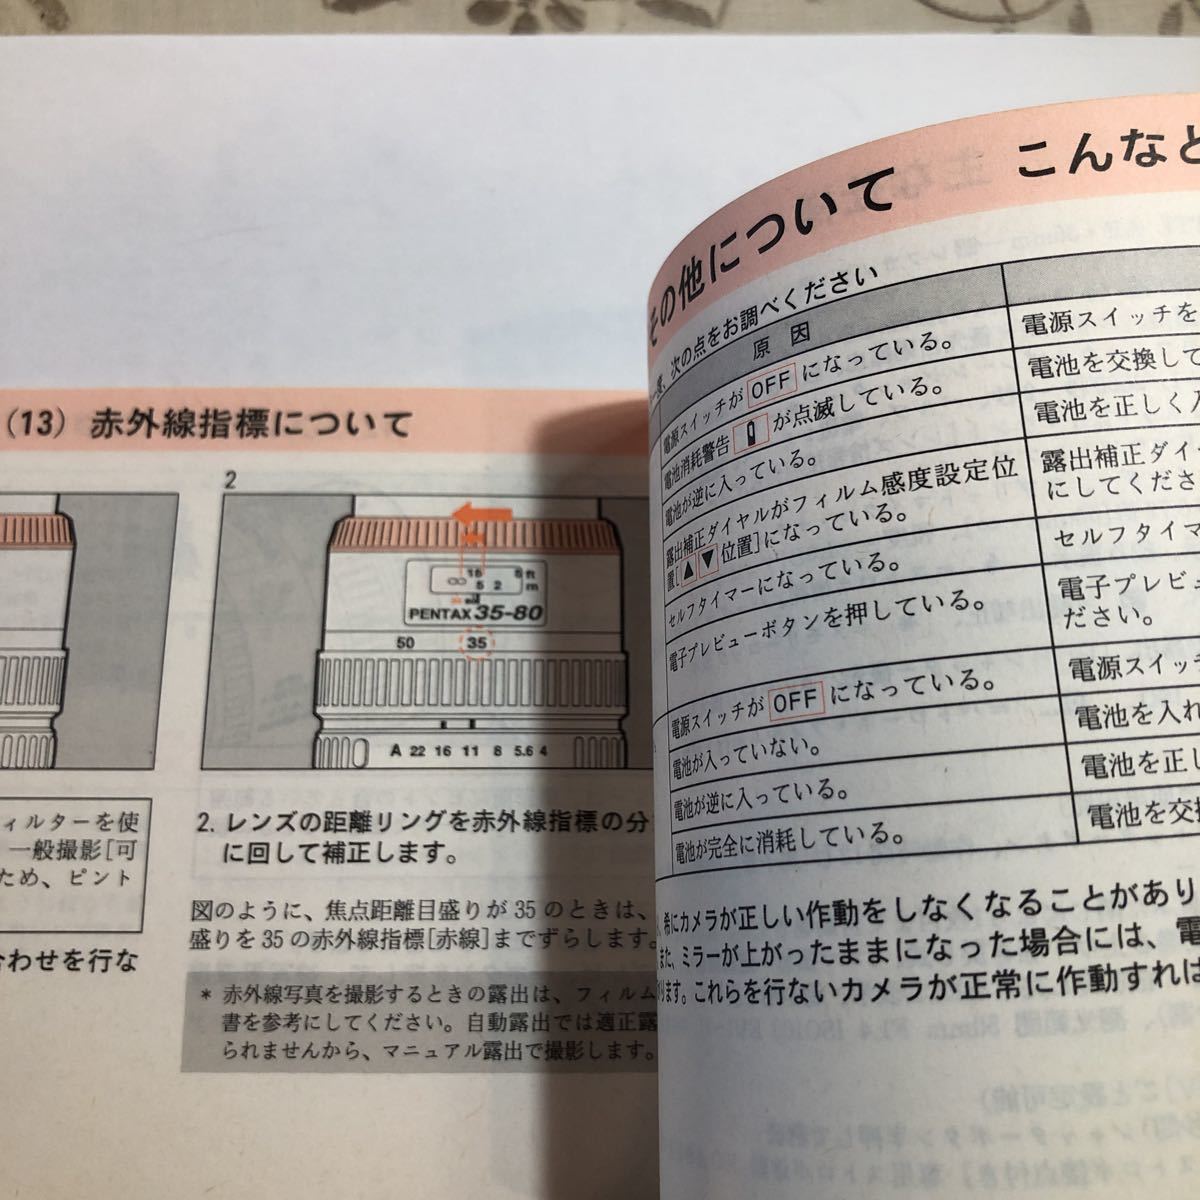 (13) 赤外線指標について
2
∞ 15 5 ft
5 2 m
PENTAX 35-80
50 35
A 22 16 11 8 5.6 4
ィルターを使
一般撮影[可
ため、ピント
わせを行な
2. レンズの距離リングを赤外線指標の分
に回して補正します。
図のように、焦点距離目盛りが35のときは、
盛りを35の赤外線指標[赤線]までずらします。
* 赤外線写真を撮影するときの露出は、フィルム
書を参考にしてください。自動露出では適正露
られませんから、マニュアル露出で撮影します。
その他について こんなと
次の点をお調べください
原因
電源スイッチが OFF になっている。 電源スイッチを
電池消耗警告 が点滅している。 電池を交換して
電池が逆に入っている。 電池を正しく入
露出補正ダイヤルがフィルム感度設定位 露出補正ダイ
置[▲▼位置]になっている。 にしてくださ
セルフタイマーになっている。 セルフタイマ
電子プレビューボタンを押している。 電子プレビュ
ださい。
電源スイッチが OFF になっている。 電源スイッチ
電池が入っていない。 電池を入れ
電池が逆に入っている。 電池を正し
電池が完全に消耗している。 電池を交
希にカメラが正しい作動をしなくなることがあり
また、ミラーが上がったままになった場合には、電
ります。これらを行ないカメラが正常に作動すれば